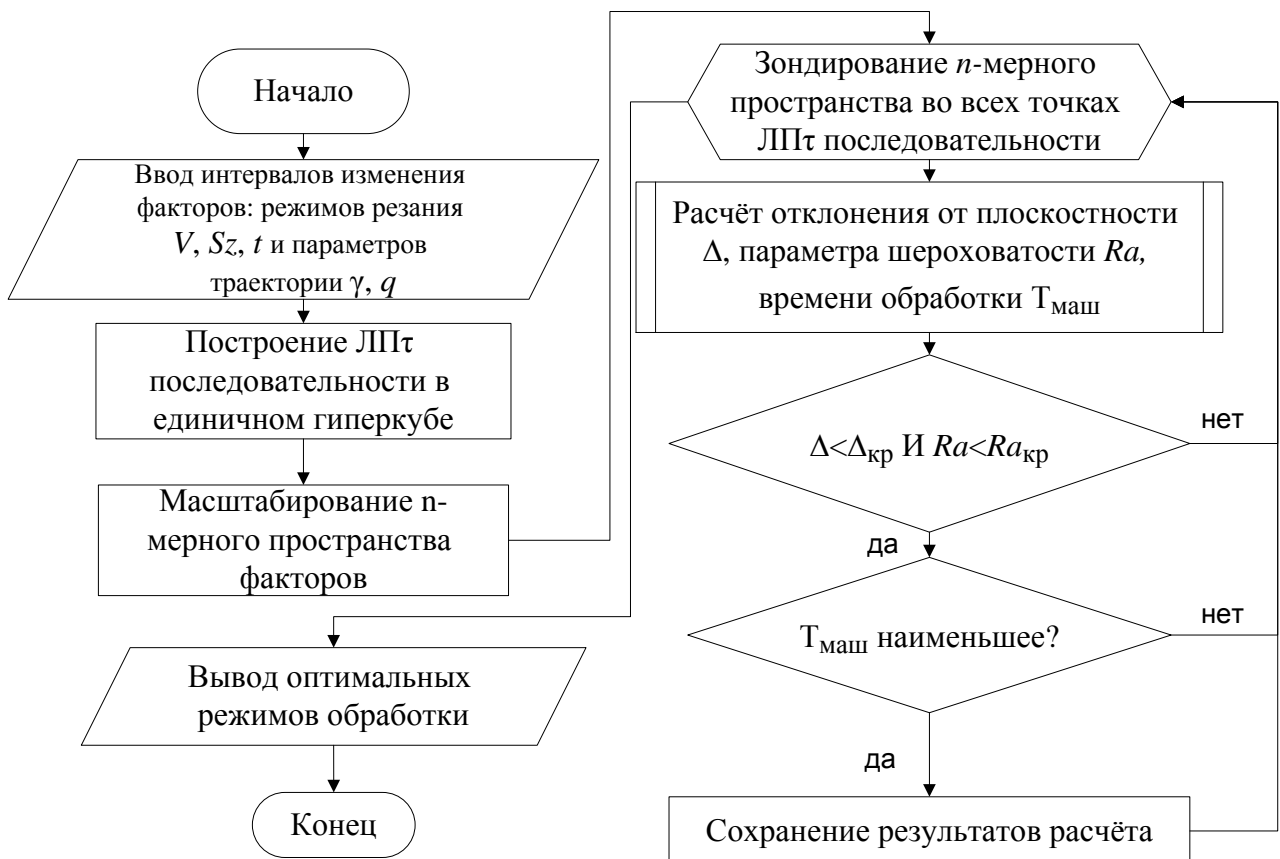 Начало
Ввод интервалов изменения
факторов: режимов резания
V, Sz, t и параметров
траектории γ, q
Построение ЛПτ
последовательности в
единичном гиперкубе
Масштабирование n-
мерного пространства
факторов
Зондирование n-мерного
пространства во всех точках
ЛПτ последовательности
Расчёт отклонения от плоскостности
Δ, параметра шероховатости Ra,
времени обработки Tмаш
Δ<Δкр И Ra<Raкр
нет
да
Tмаш наименьшее?
нет
да
Сохранение результатов расчёта
Вывод оптимальных
режимов обработки
Конец